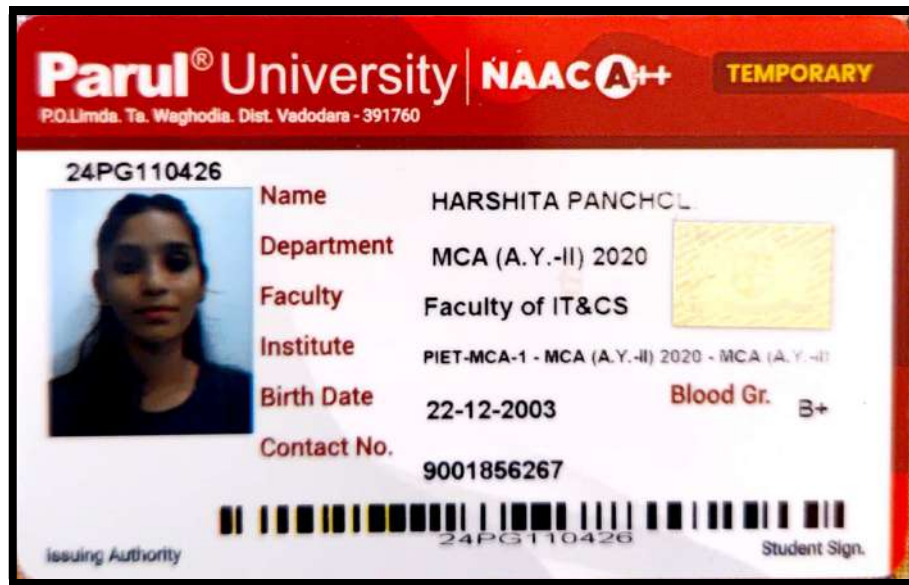 Parul® University NAAC A++ TEMPORARY
P.O.Limda. Ta. Waghodia. Dist. Vadodara - 391760
24PG110426
Name HARSHITA PANCHCL
Department MCA (A.Y.-II) 2020
Faculty Faculty of IT&CS
Institute PIET-MCA-1 - MCA (A.Y.-II) 2020 - MCA (A.Y.-II
Birth Date 22-12-2003 Blood Gr. B+
Contact No. 9001856267
24PG110426
Issuing Authority Student Sign.